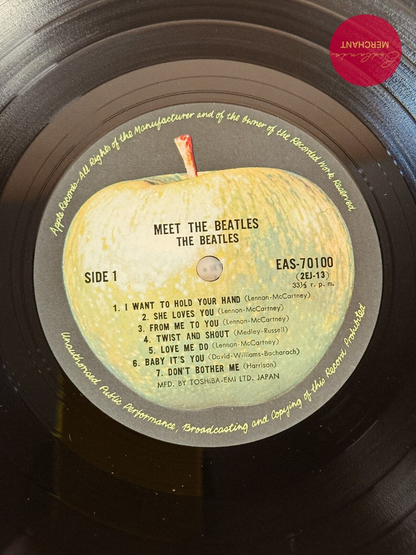 MERCHANT
Apple Records·All Rights of the Manufacturer and of the Owner of the Recorded Work Reserved
MEET THE BEATLES
THE BEATLES
SIDE 1
EAS-70100
(2EJ-13)
33⅓ r. p. m.
1. I WANT TO HOLD YOUR HAND (Lennon-McCartney)
2. SHE LOVES YOU (Lennon-McCartney)
3. FROM ME TO YOU (Lennon-McCartney)
4. TWIST AND SHOUT (Medley-Russell)
5. LOVE ME DO (Lennon McCartney)
6. BABY IT'S YOU (David-Williams-Bacharach)
7. DON'T BOTHER ME (Harrison)
MFD. BY TOSHIBA-EMI LTD. JAPAN
Unauthorised Public Performance, Broadcasting and Copying of this Record Prohibited